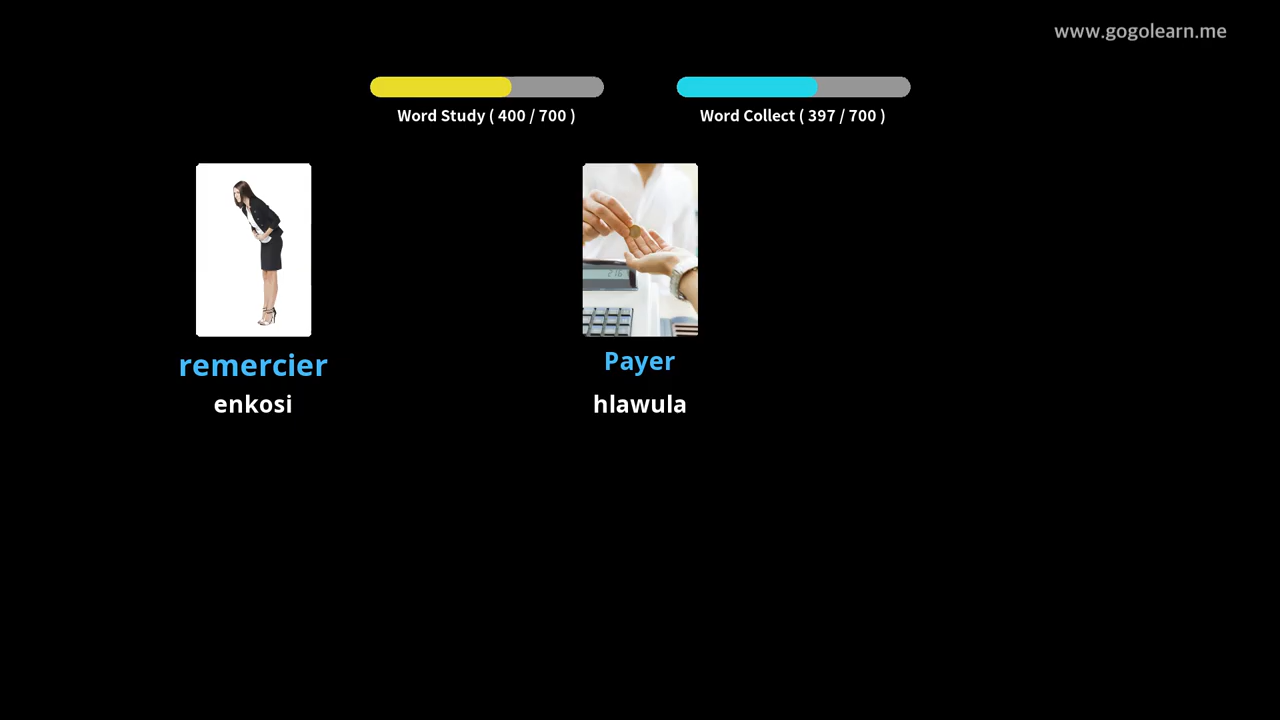 www.gogolearn.me
Word Study ( 400 / 700 )
Word Collect ( 397 / 700 )
remercier
enkosi
Payer
hlawula